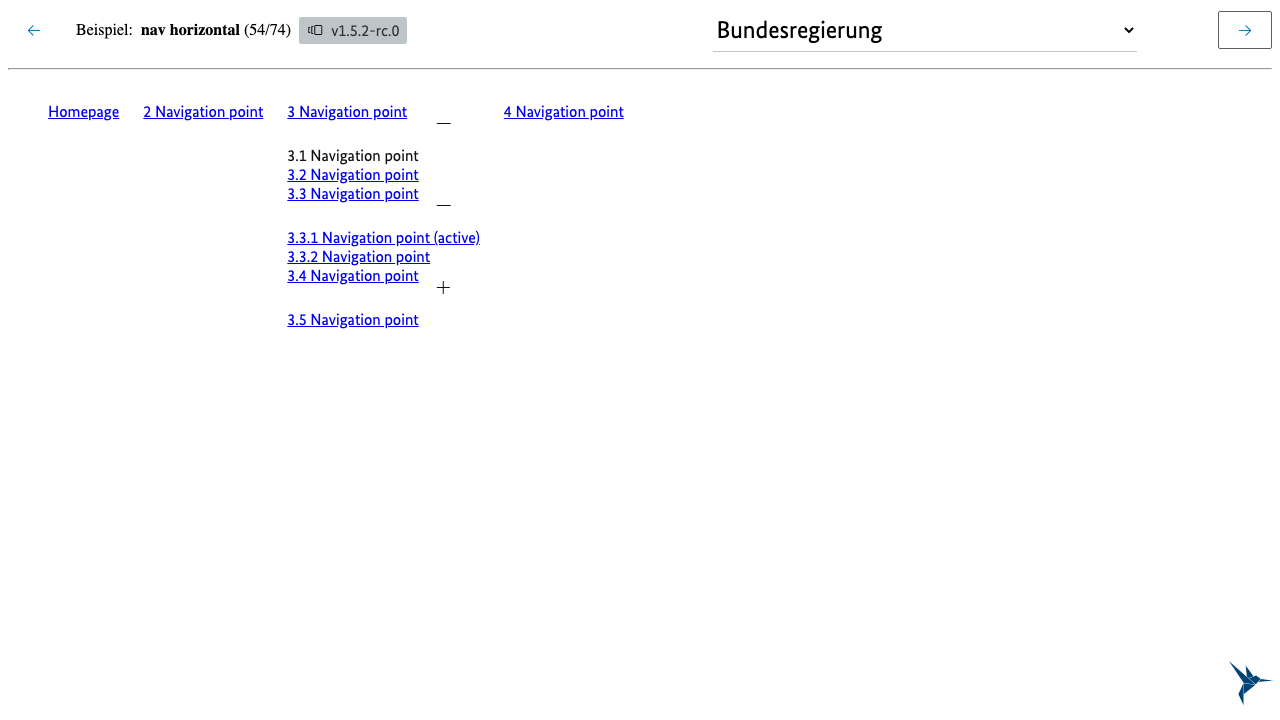 Beispiel: nav horizontal (54/74) v1.5.2-rc.0 Bundesregierung
Homepage 2 Navigation point 3 Navigation point 4 Navigation point
3.1 Navigation point
3.2 Navigation point
3.3 Navigation point
3.3.1 Navigation point (active)
3.3.2 Navigation point
3.4 Navigation point
3.5 Navigation point